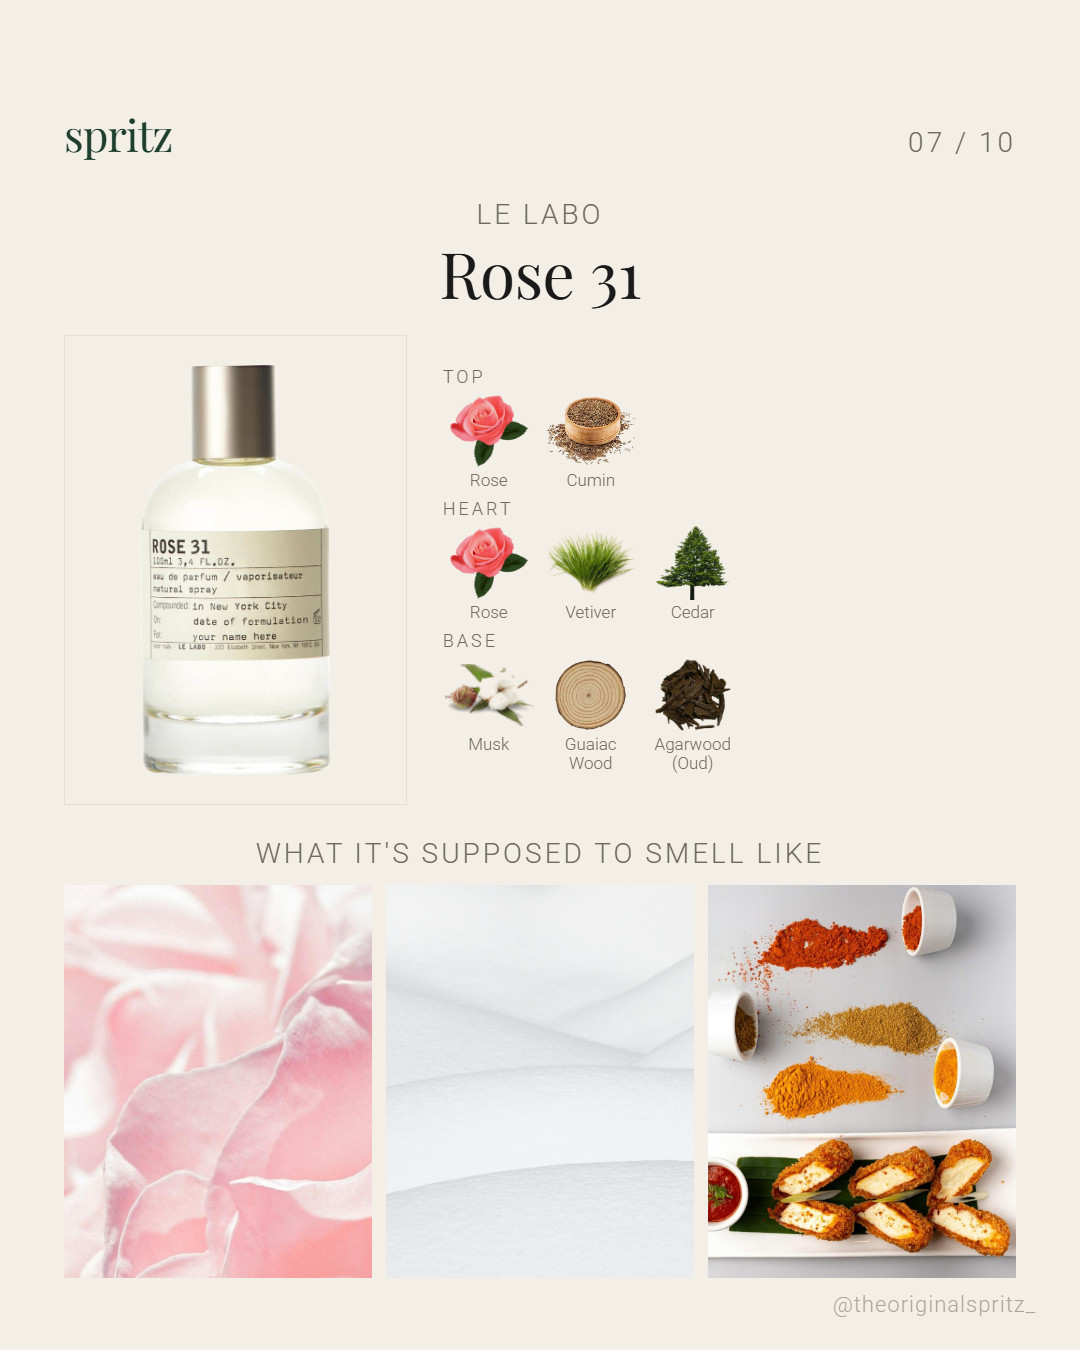 spritz
07 / 10
LE LABO
Rose 31
ROSE 31
100ml 3,4 FL.OZ.
eau de parfum / vaporisateur
natural spray
Compounded: in New York City
On: date of formulation
For: your name here
TOP
Rose Cumin
HEART
Rose Vetiver Cedar
BASE
Musk Guaiac Wood Agarwood (Oud)
WHAT IT'S SUPPOSED TO SMELL LIKE
@theoriginalspritz_